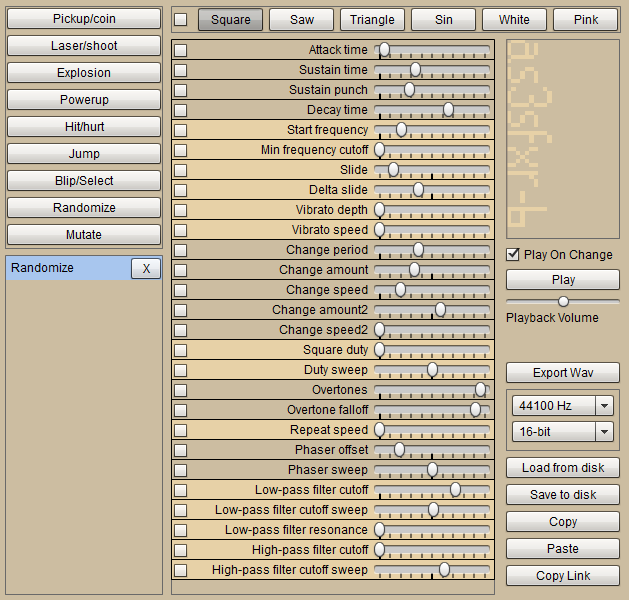 Pickup/coin
Laser/shoot
Explosion
Powerup
Hit/hurt
Jump
Blip/Select
Randomize
Mutate
Randomize X
Square Saw Triangle Sin White Pink
Attack time
Sustain time
Sustain punch
Decay time
Start frequency
Min frequency cutoff
Slide
Delta slide
Vibrato depth
Vibrato speed
Change period
Change amount
Change speed
Change amount2
Change speed2
Square duty
Duty sweep
Overtones
Overtone falloff
Repeat speed
Phaser offset
Phaser sweep
Low-pass filter cutoff
Low-pass filter cutoff sweep
Low-pass filter resonance
High-pass filter cutoff
High-pass filter cutoff sweep
Play On Change
Play
Playback Volume
Export Wav
44100 Hz
16-bit
Load from disk
Save to disk
Copy
Paste
Copy Link